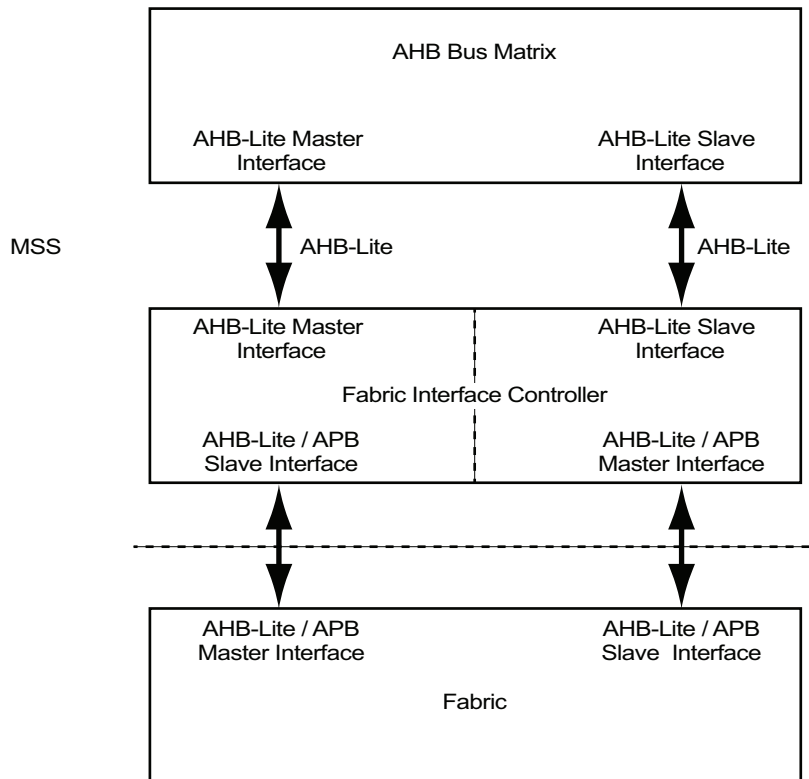 AHB Bus Matrix
AHB-Lite Master
Interface
AHB-Lite Slave
Interface
MSS
AHB-Lite
AHB-Lite
AHB-Lite Master
Interface
AHB-Lite Slave
Interface
Fabric Interface Controller
AHB-Lite / APB
Slave Interface
AHB-Lite / APB
Master Interface
AHB-Lite / APB
Master Interface
AHB-Lite / APB
Slave Interface
Fabric